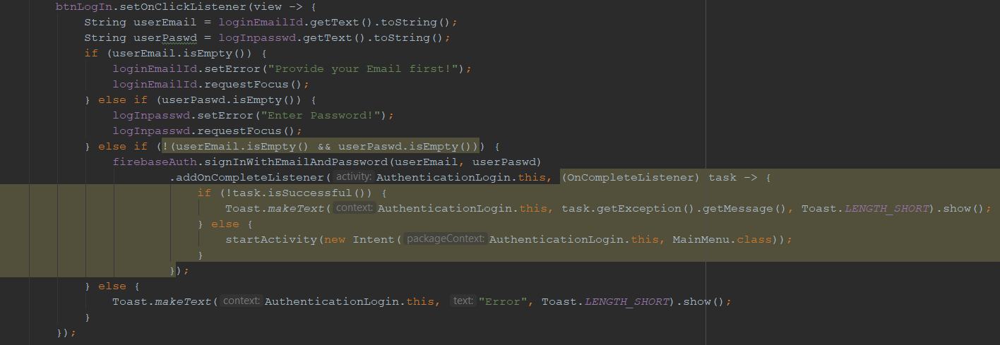 btnLogIn.setOnClickListener(view -> {
String userEmail = loginEmailId.getText().toString();
String userPaswd = logInpasswd.getText().toString();
if (userEmail.isEmpty()) {
loginEmailId.setError("Provide your Email first!");
loginEmailId.requestFocus();
} else if (userPaswd.isEmpty()) {
logInpasswd.setError("Enter Password!");
logInpasswd.requestFocus();
} else if (!(userEmail.isEmpty() && userPaswd.isEmpty())) {
firebaseAuth.signInWithEmailAndPassword(userEmail, userPaswd)
.addOnCompleteListener( activity: AuthenticationLogin.this, (OnCompleteListener) task -> {
if (!task.isSuccessful()) {
Toast.makeText( context: AuthenticationLogin.this, task.getException().getMessage(), Toast.LENGTH_SHORT).show();
} else {
startActivity(new Intent( packageContext: AuthenticationLogin.this, MainMenu.class));
}
});
} else {
Toast.makeText( context: AuthenticationLogin.this, text: "Error", Toast.LENGTH_SHORT).show();
}
});